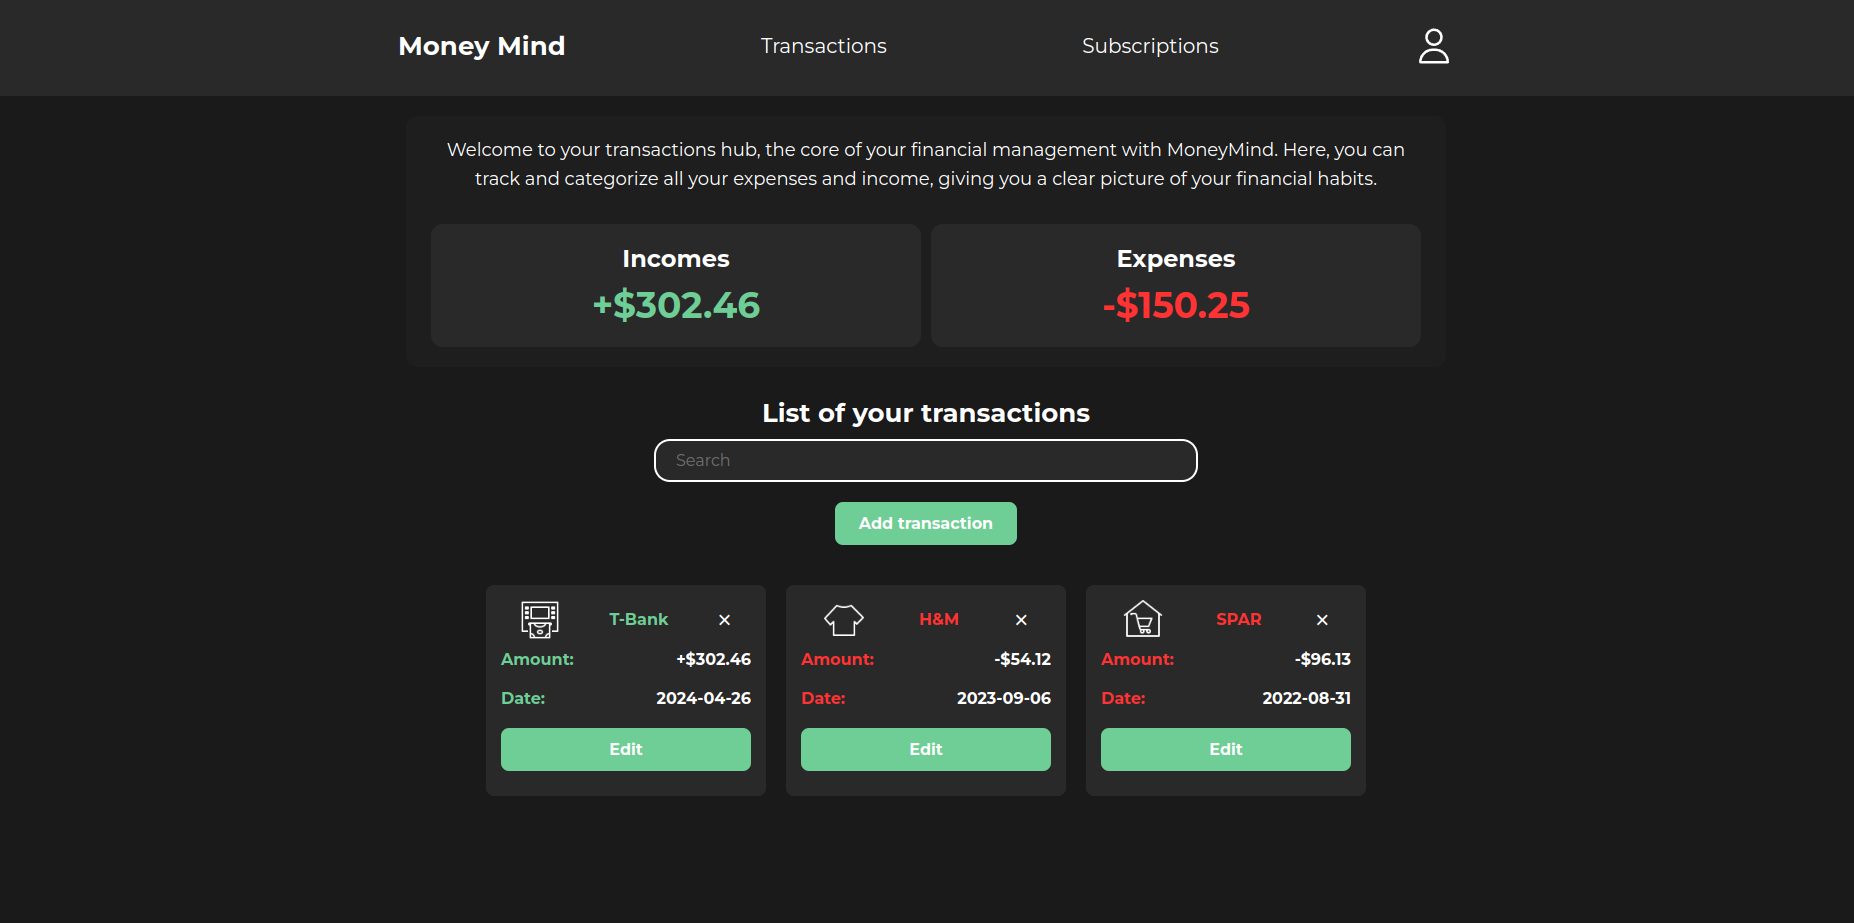 Money Mind
Transactions
Subscriptions
Welcome to your transactions hub, the core of your financial management with MoneyMind. Here, you can
track and categorize all your expenses and income, giving you a clear picture of your financial habits.
Incomes
+$302.46
Expenses
-$150.25
List of your transactions
Search
Add transaction
T-Bank ×
Amount: +$302.46
Date: 2024-04-26
Edit
H&M ×
Amount: -$54.12
Date: 2023-09-06
Edit
SPAR ×
Amount: -$96.13
Date: 2022-08-31
Edit